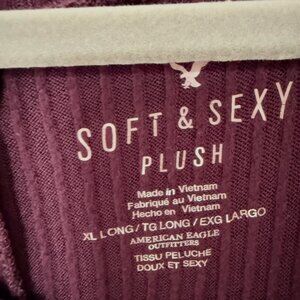 SOFT & SEXY
PLUSH
Made in Vietnam
Fabriqué au Vietnam
Hecho en Vietnam
XL LONG / TG LONG / EXG LARGO
AMERICAN EAGLE
OUTFITTERS
TISSU PELUCHE
DOUX ET SEXY